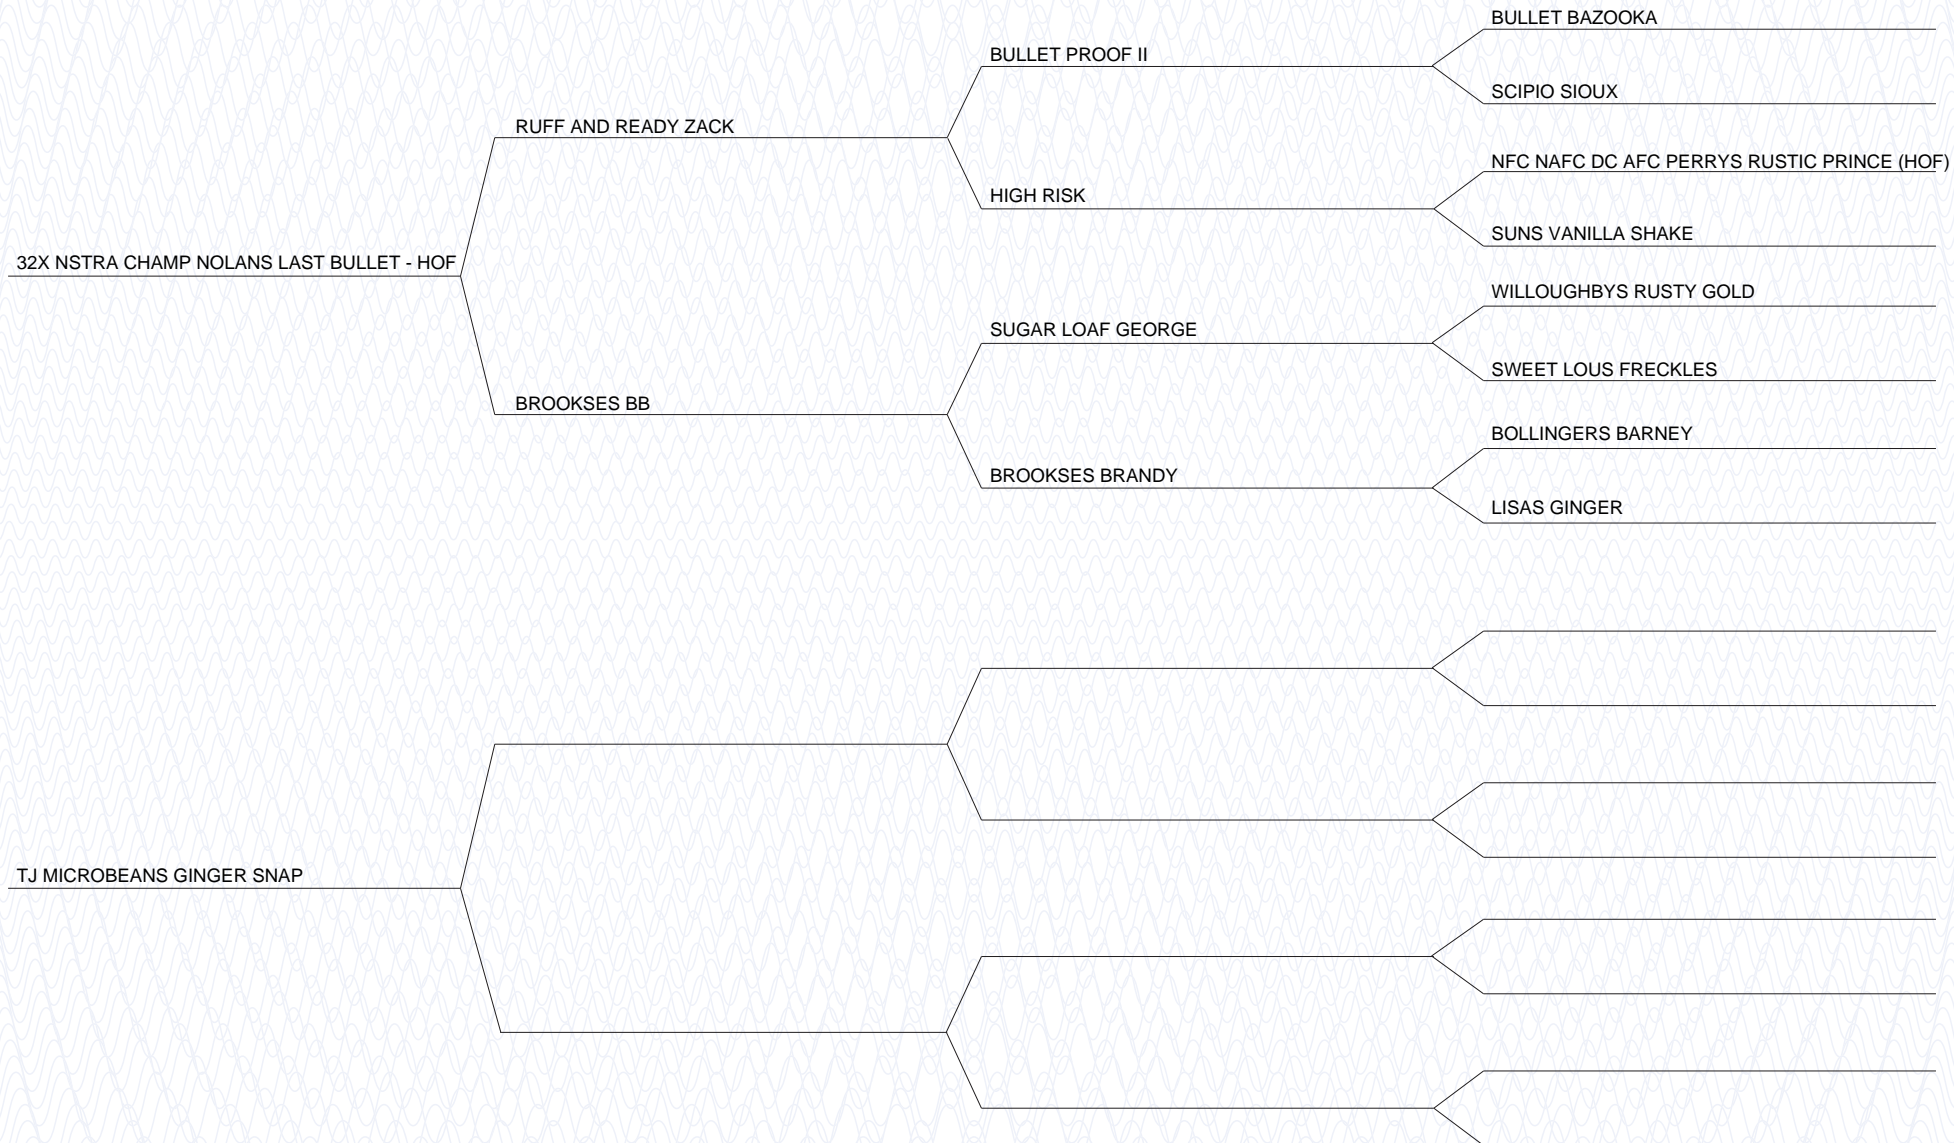 BULLET BAZOOKA
BULLET PROOF II
SCIPIO SIOUX
RUFF AND READY ZACK
NFC NAFC DC AFC PERRYS RUSTIC PRINCE (HOF)
HIGH RISK
SUNS VANILLA SHAKE
32X NSTRA CHAMP NOLANS LAST BULLET - HOF
WILLOUGHBYS RUSTY GOLD
SUGAR LOAF GEORGE
SWEET LOUS FRECKLES
BROOKSES BB
BOLLINGERS BARNEY
BROOKSES BRANDY
LISAS GINGER
TJ MICROBEANS GINGER SNAP